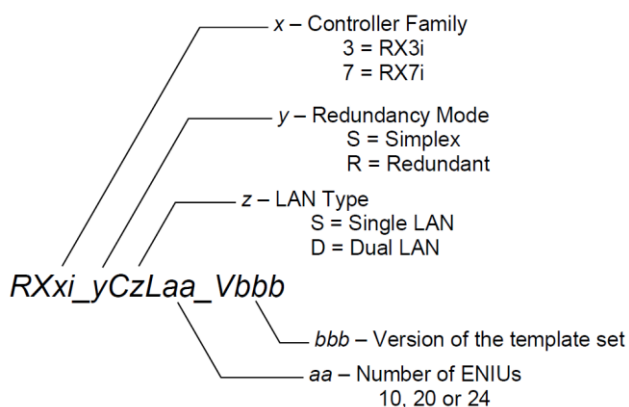 x – Controller Family
3 = RX3i
7 = RX7i
y – Redundancy Mode
S = Simplex
R = Redundant
z – LAN Type
S = Single LAN
D = Dual LAN
RXxi_yCzLaa_Vbbb
bbb – Version of the template set
aa – Number of ENIUs
10, 20 or 24